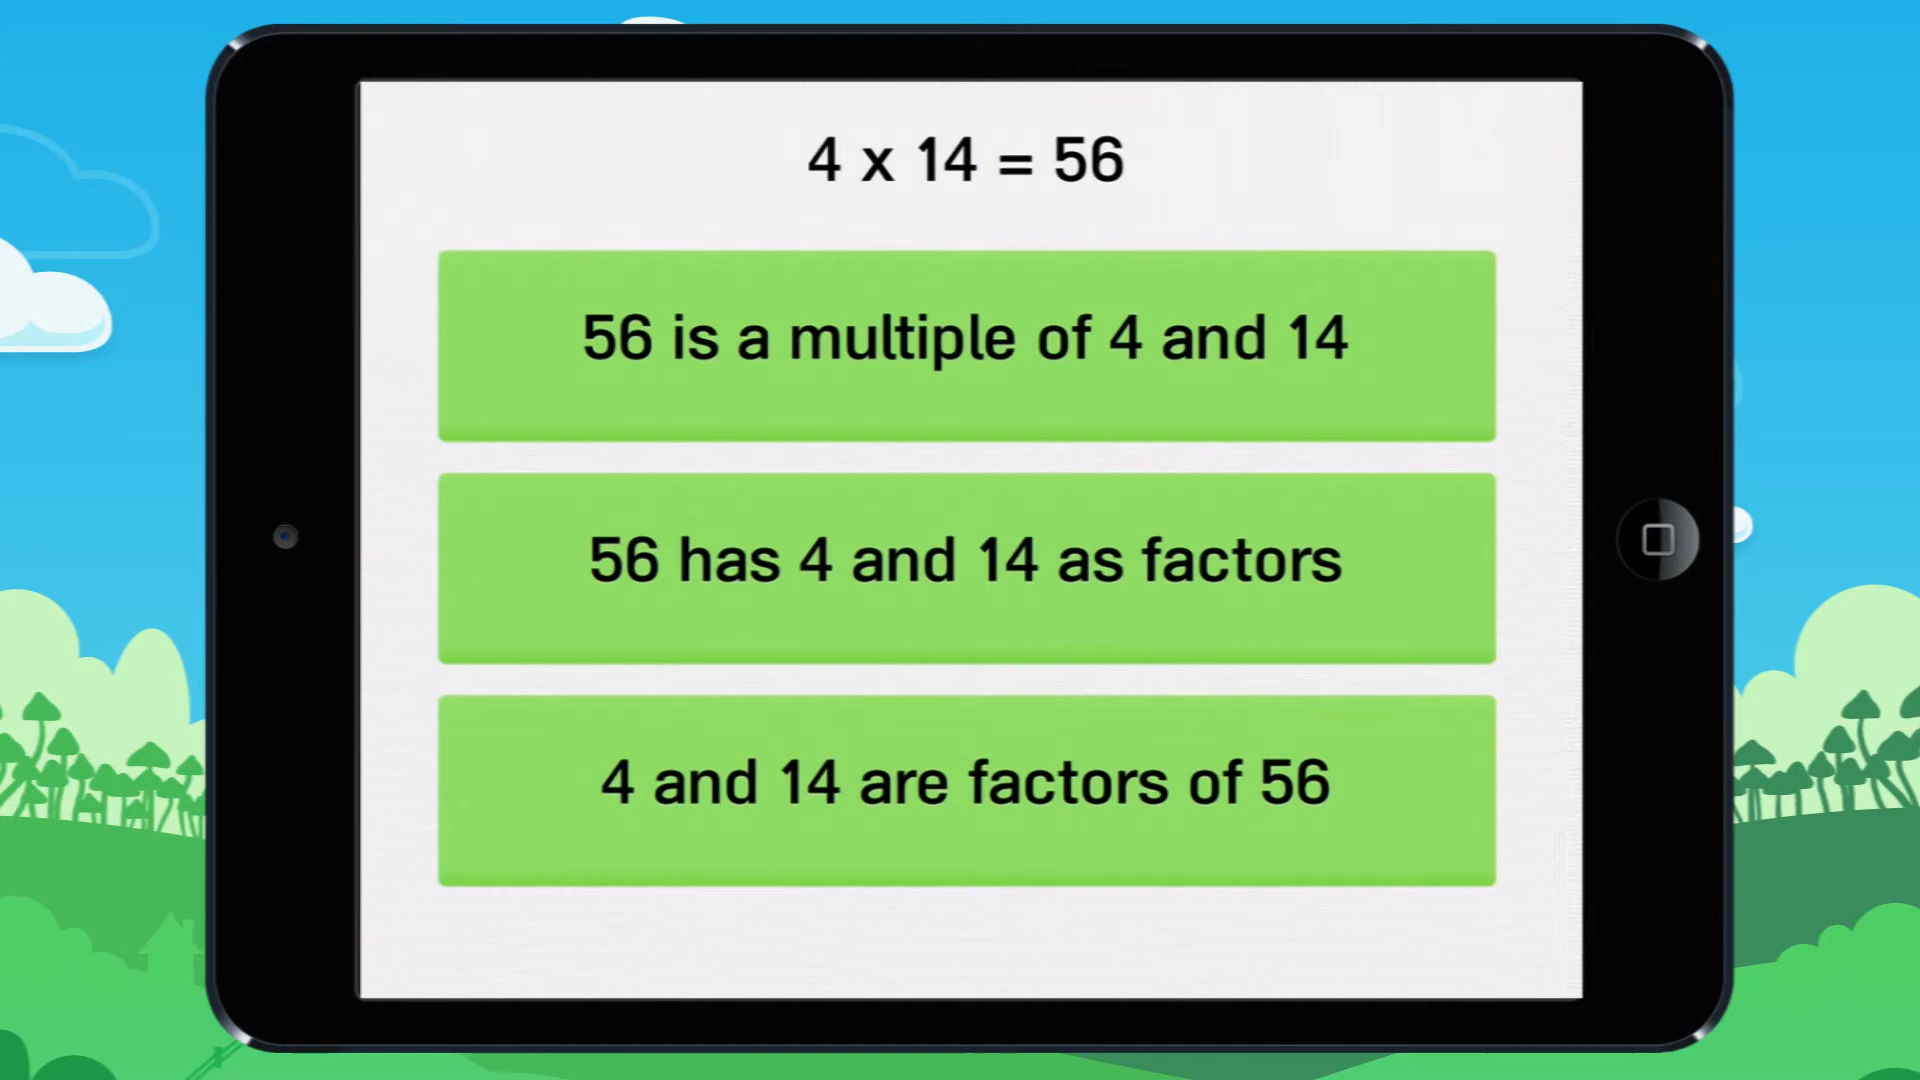 4 x 14 = 56
56 is a multiple of 4 and 14
56 has 4 and 14 as factors
4 and 14 are factors of 56